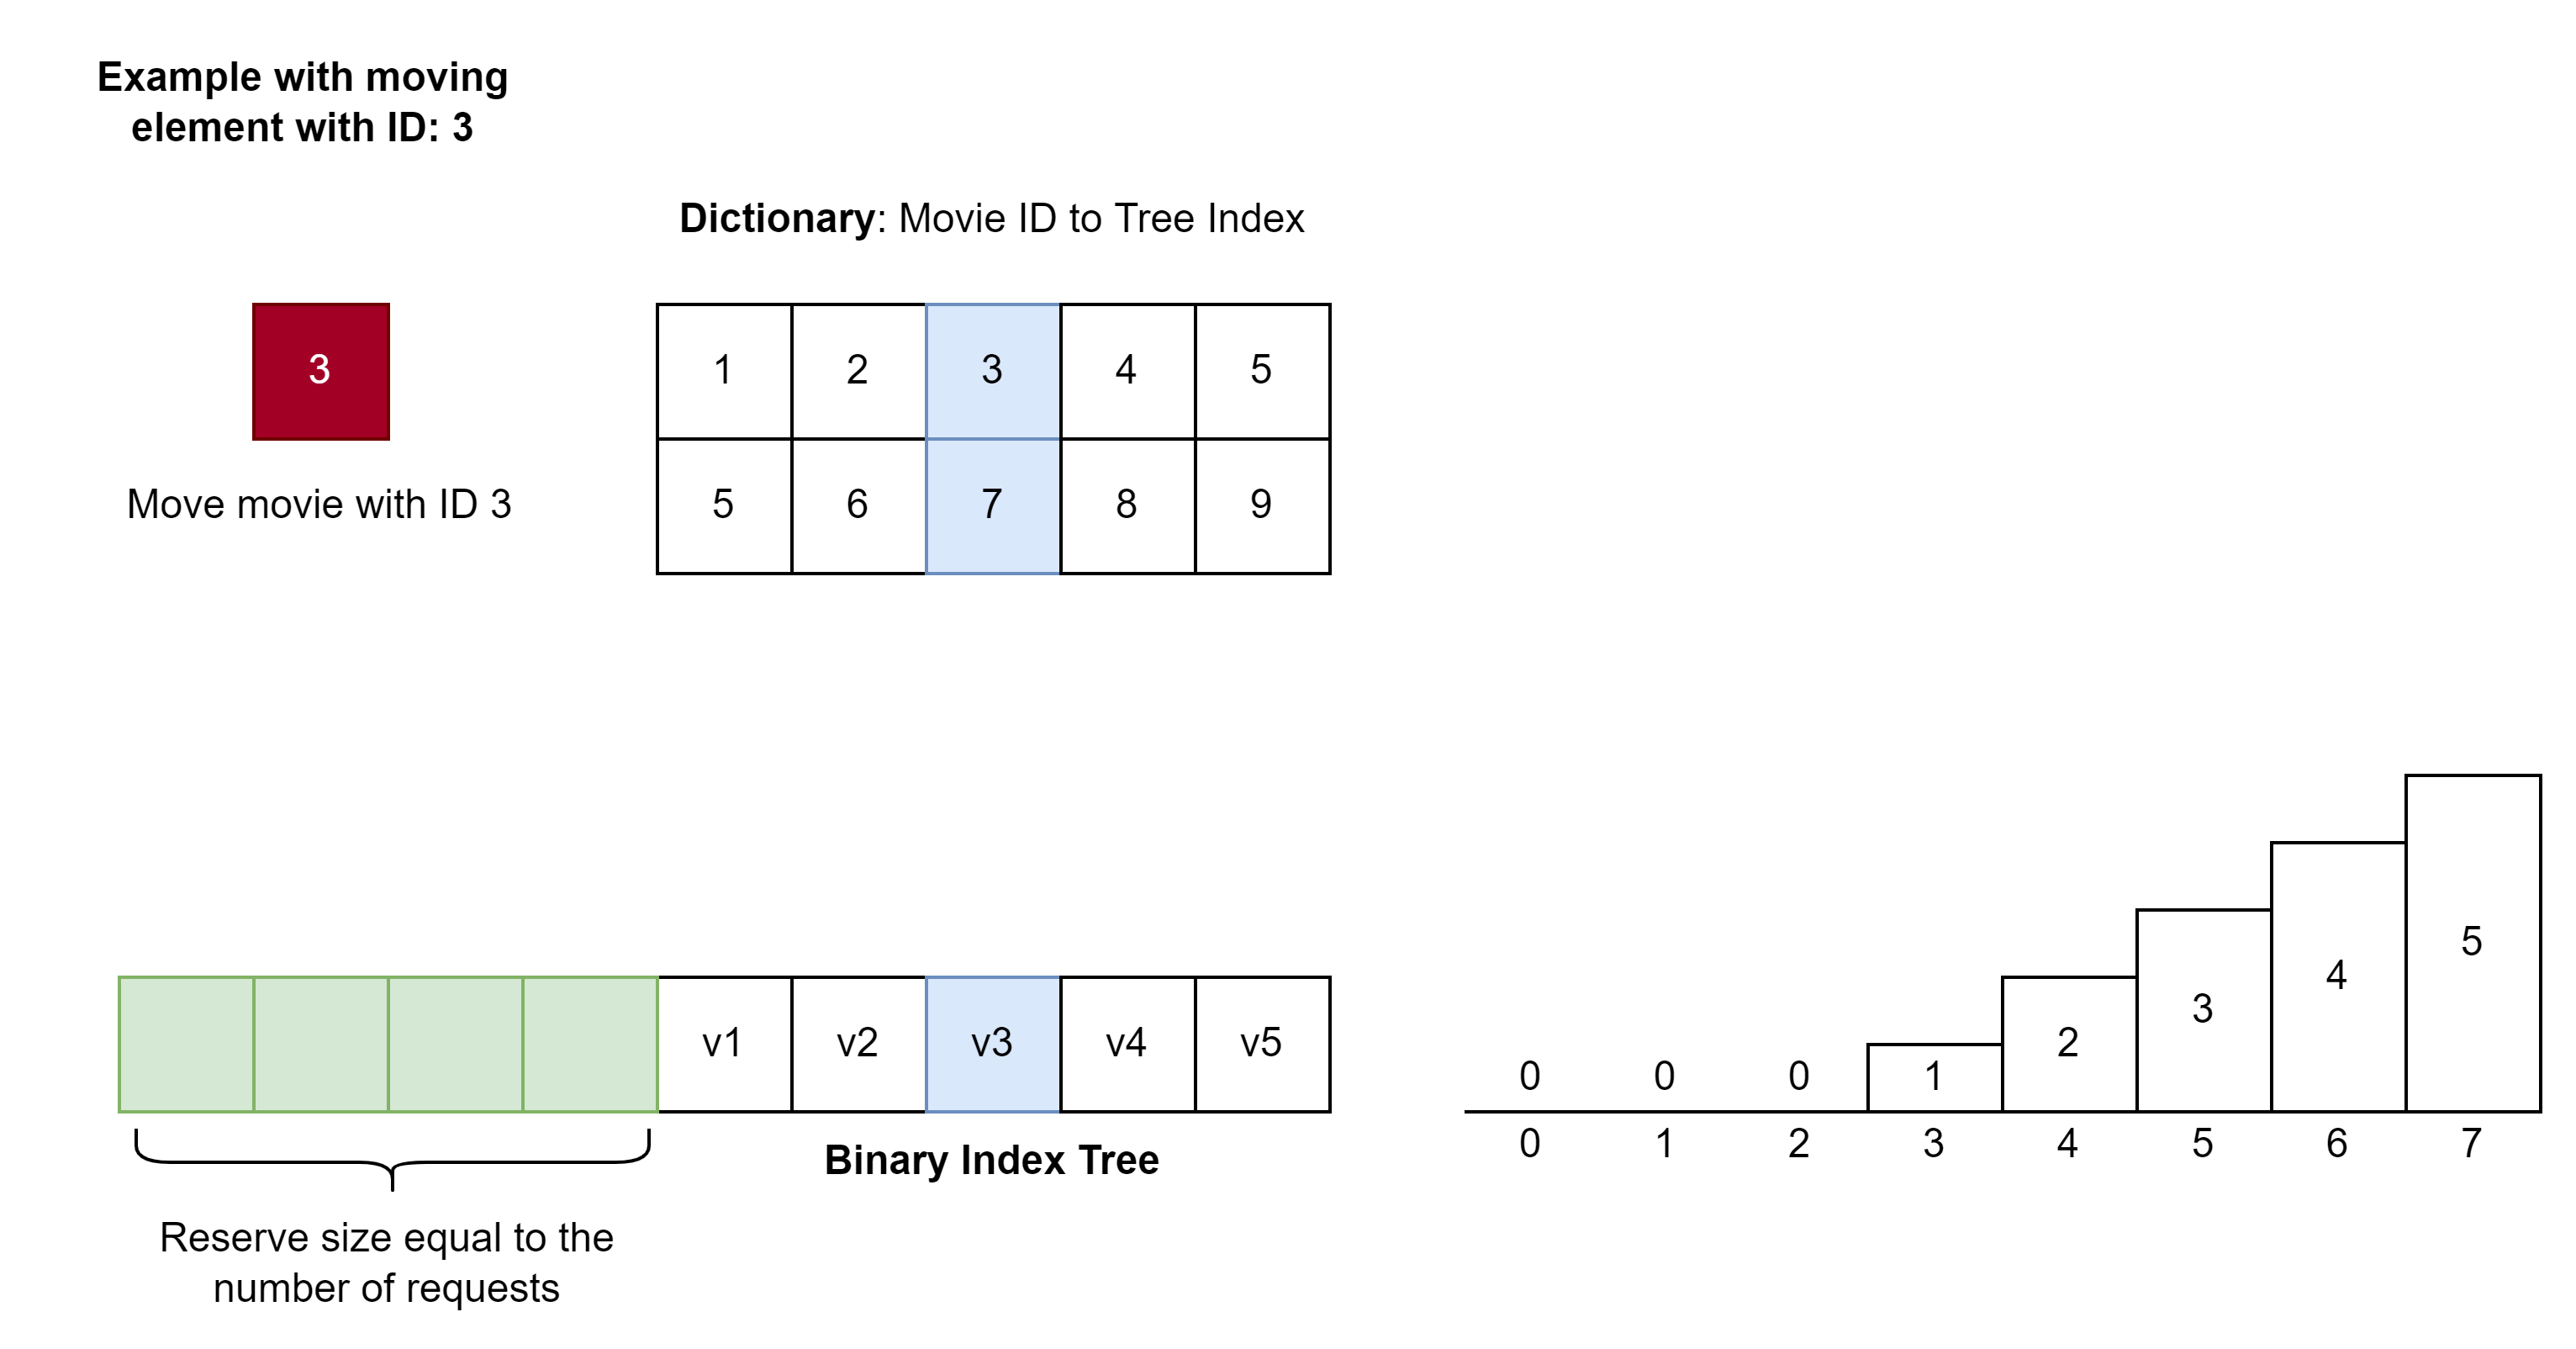 Example with moving
element with ID: 3
Dictionary: Movie ID to Tree Index
3
1 2 3 4 5
Move movie with ID 3
5 6 7 8 9
v1 v2 v3 v4 v5
0 0 0 1 2 3 4 5
0 1 2 3 4 5 6 7
Binary Index Tree
Reserve size equal to the
number of requests